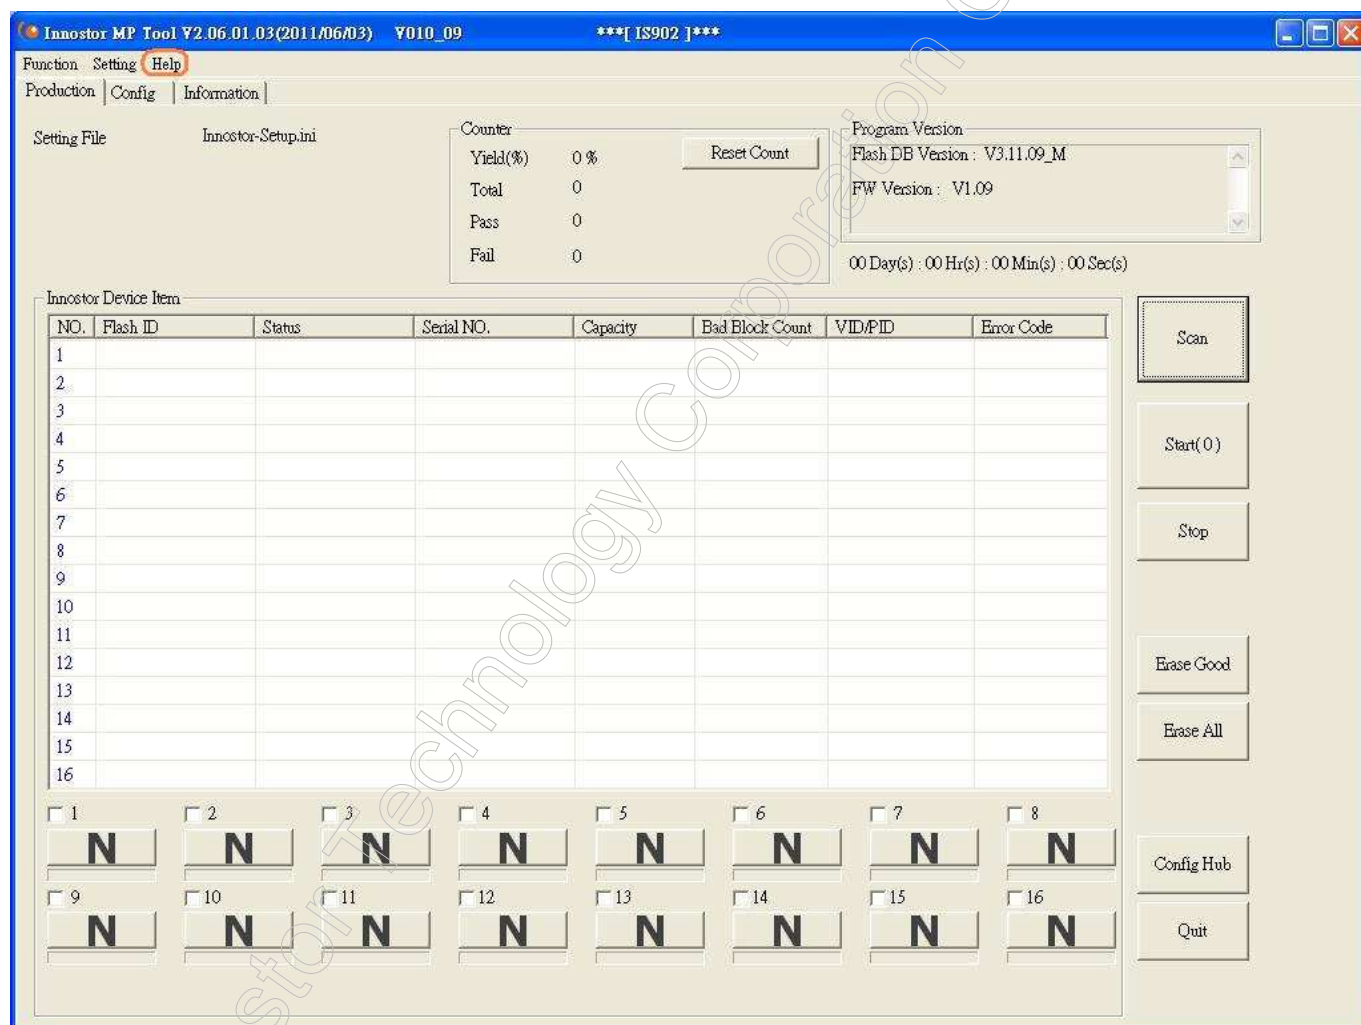 Innostor MP Tool V2.06.01.03(2011/06/03) V010_09 ***[ IS902 ]***
Function Setting Help
Production Config Information
Setting File Innostor-Setup.ini
Counter
Yield(%) 0 %
Total 0
Pass 0
Fail 0
Reset Count
Program Version
Flash DB Version : V3.11.09_M
FW Version : V1.09
00 Day(s) : 00 Hr(s) : 00 Min(s) : 00 Sec(s)
Innostor Device Item
NO. Flash ID Status Serial NO. Capacity Bad Block Count VID/PID Error Code
1
2
3
4
5
6
7
8
9
10
11
12
13
14
15
16
Scan
Start( 0 )
Stop
Erase Good
Erase All
Config Hub
Quit
1 2 3 4 5 6 7 8
N N N N N N N N
9 10 11 12 13 14 15 16
N N N N N N N N
stor Technology Corporation